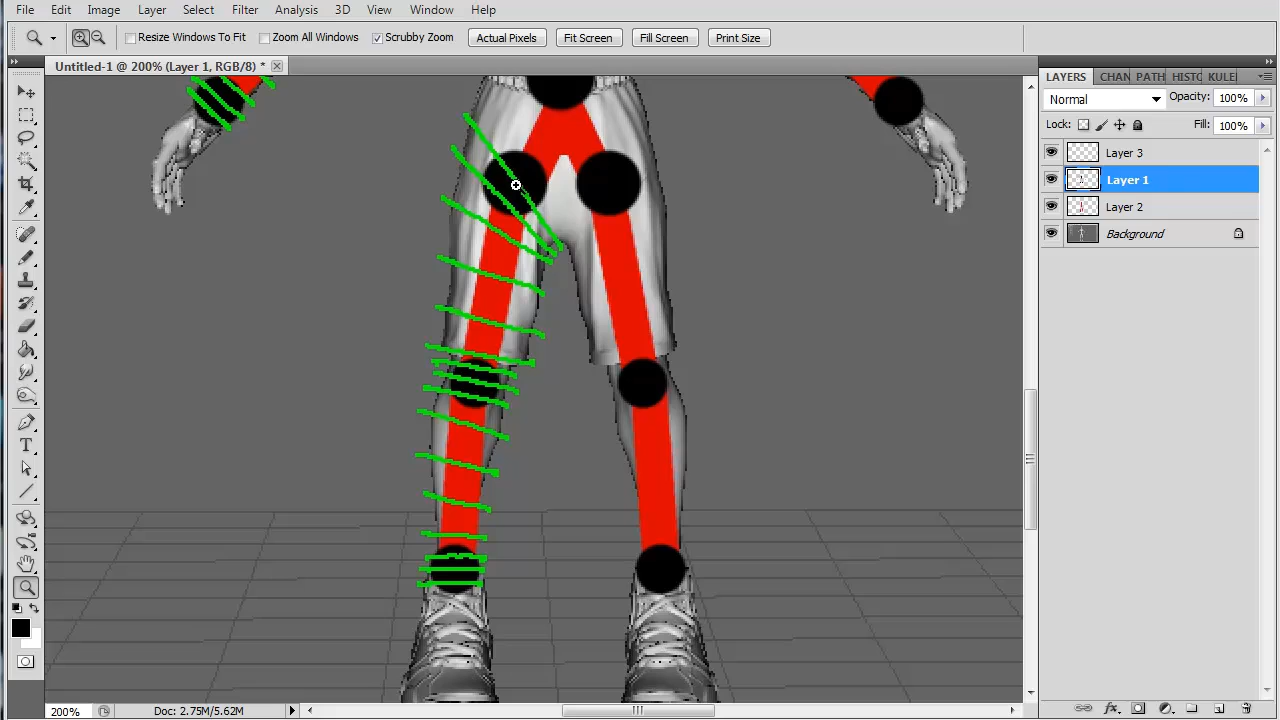 File Edit Image Layer Select Filter Analysis 3D View Window Help
Resize Windows To Fit Zoom All Windows Scrubby Zoom Actual Pixels Fit Screen Fill Screen Print Size
Untitled-1 @ 200% (Layer 1, RGB/8) *
LAYERS CHAN PATH HISTO KULE
Normal Opacity: 100%
Lock: Fill: 100%
Layer 3
Layer 1
Layer 2
Background
200% Doc: 2.75M/5.62M